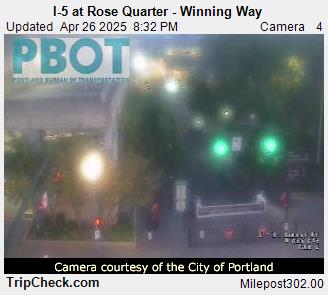 I-5 at Rose Quarter - Winning Way
Updated Apr 26 2025 8:32 PM Camera 4
PBOT
PORTLAND BUREAU OF TRANSPORTATION
Camera courtesy of the City of Portland
TripCheck.com Milepost302.00